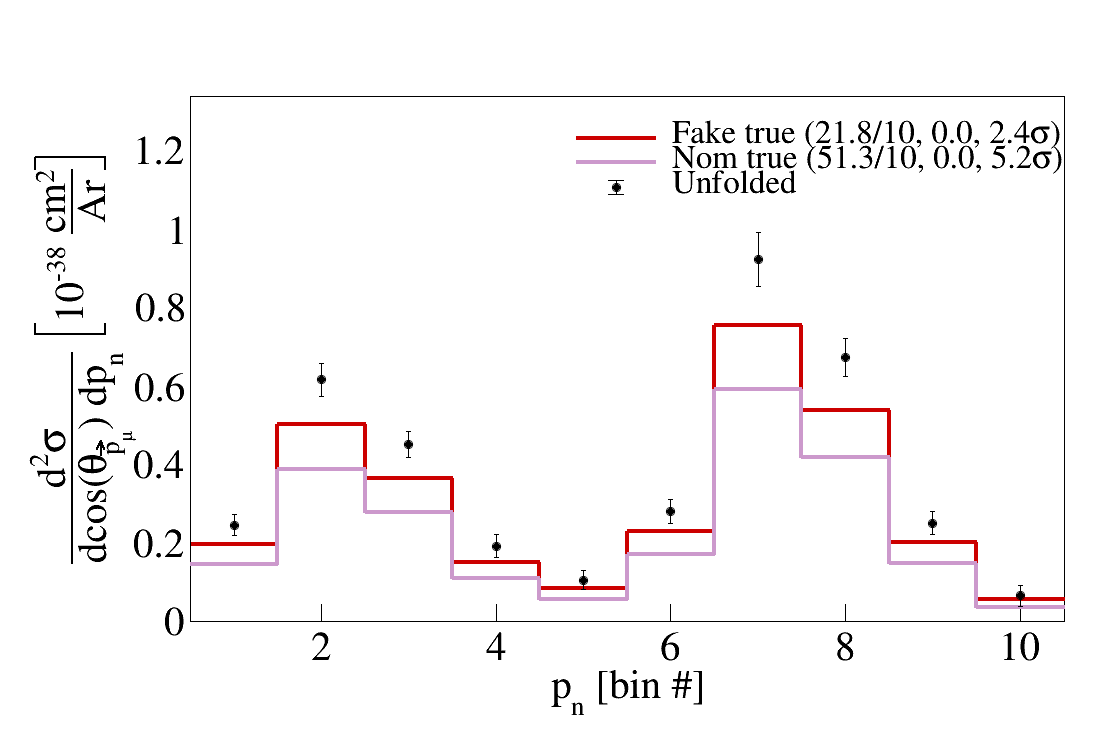 Fake true (21.8/10, 0.0, 2.4σ)
Nom true (51.3/10, 0.0, 5.2σ)
Unfolded
d²σ / dcos(θ_{p⃗_μ}) dp_n [10⁻³⁸ cm²/Ar]
1.2
1
0.8
0.6
0.4
0.2
0
2 4 6 8 10
p_n [bin #]